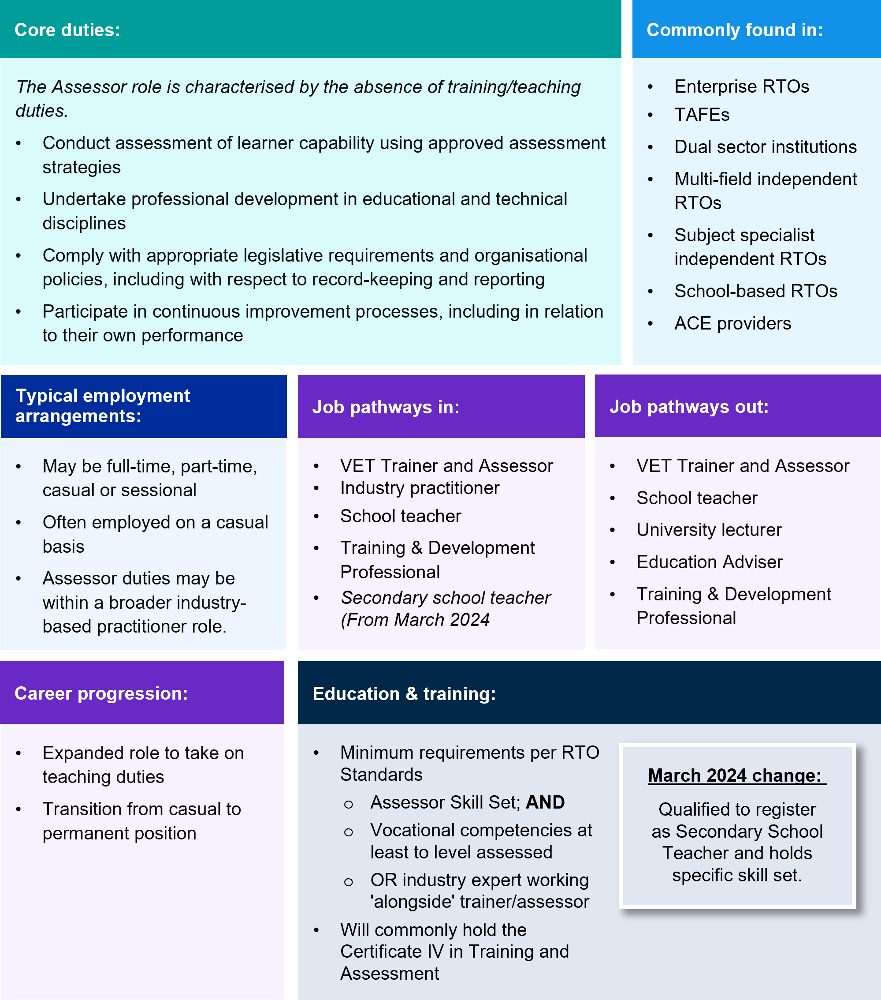 Core duties:
The Assessor role is characterised by the absence of training/teaching
duties.
• Conduct assessment of learner capability using approved assessment
strategies
• Undertake professional development in educational and technical
disciplines
• Comply with appropriate legislative requirements and organisational
policies, including with respect to record-keeping and reporting
• Participate in continuous improvement processes, including in relation
to their own performance
Commonly found in:
• Enterprise RTOs
• TAFEs
• Dual sector institutions
• Multi-field independent
RTOs
• Subject specialist
independent RTOs
• School-based RTOs
• ACE providers
Typical employment
arrangements:
• May be full-time, part-time,
casual or sessional
• Often employed on a casual
basis
• Assessor duties may be
within a broader industry-
based practitioner role.
Job pathways in:
• VET Trainer and Assessor
• Industry practitioner
• School teacher
• Training & Development
Professional
• Secondary school teacher
(From March 2024
Job pathways out:
• VET Trainer and Assessor
• School teacher
• University lecturer
• Education Adviser
• Training & Development
Professional
Career progression:
• Expanded role to take on
teaching duties
• Transition from casual to
permanent position
Education & training:
• Minimum requirements per RTO
Standards
o Assessor Skill Set; AND
o Vocational competencies at
least to level assessed
o OR industry expert working
'alongside' trainer/assessor
• Will commonly hold the
Certificate IV in Training and
Assessment
March 2024 change:
Qualified to register
as Secondary School
Teacher and holds
specific skill set.